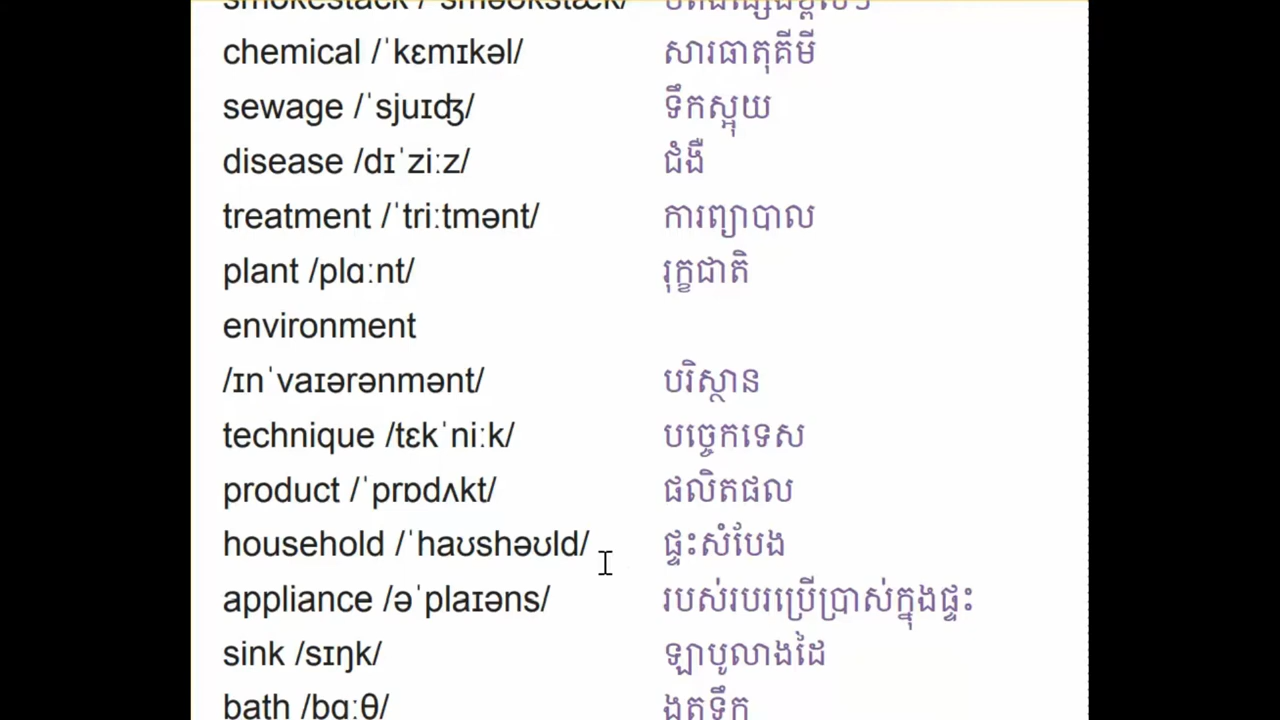 smokestack /ˈsməʊkstæk/
chemical /ˈkɛmɪkəl/ សារធាតុគីមី
sewage /ˈsjuɪʤ/ ទឹកស្អុយ
disease /dɪˈziːz/ ជំងឺ
treatment /ˈtriːtmənt/ ការព្យាបាល
plant /plɑːnt/ រុក្ខជាតិ
environment
/ɪnˈvaɪərənmənt/ បរិស្ថាន
technique /tɛkˈniːk/ បច្ចេកទេស
product /ˈprɒdʌkt/ ផលិតផល
household /ˈhaʊshəʊld/ ផ្ទះសំបែង
appliance /əˈplaɪəns/ របស់របរប្រើប្រាស់ក្នុងផ្ទះ
sink /sɪŋk/ ឡាបូលាងដៃ
bath /bɑːθ/ ងូតទឹក